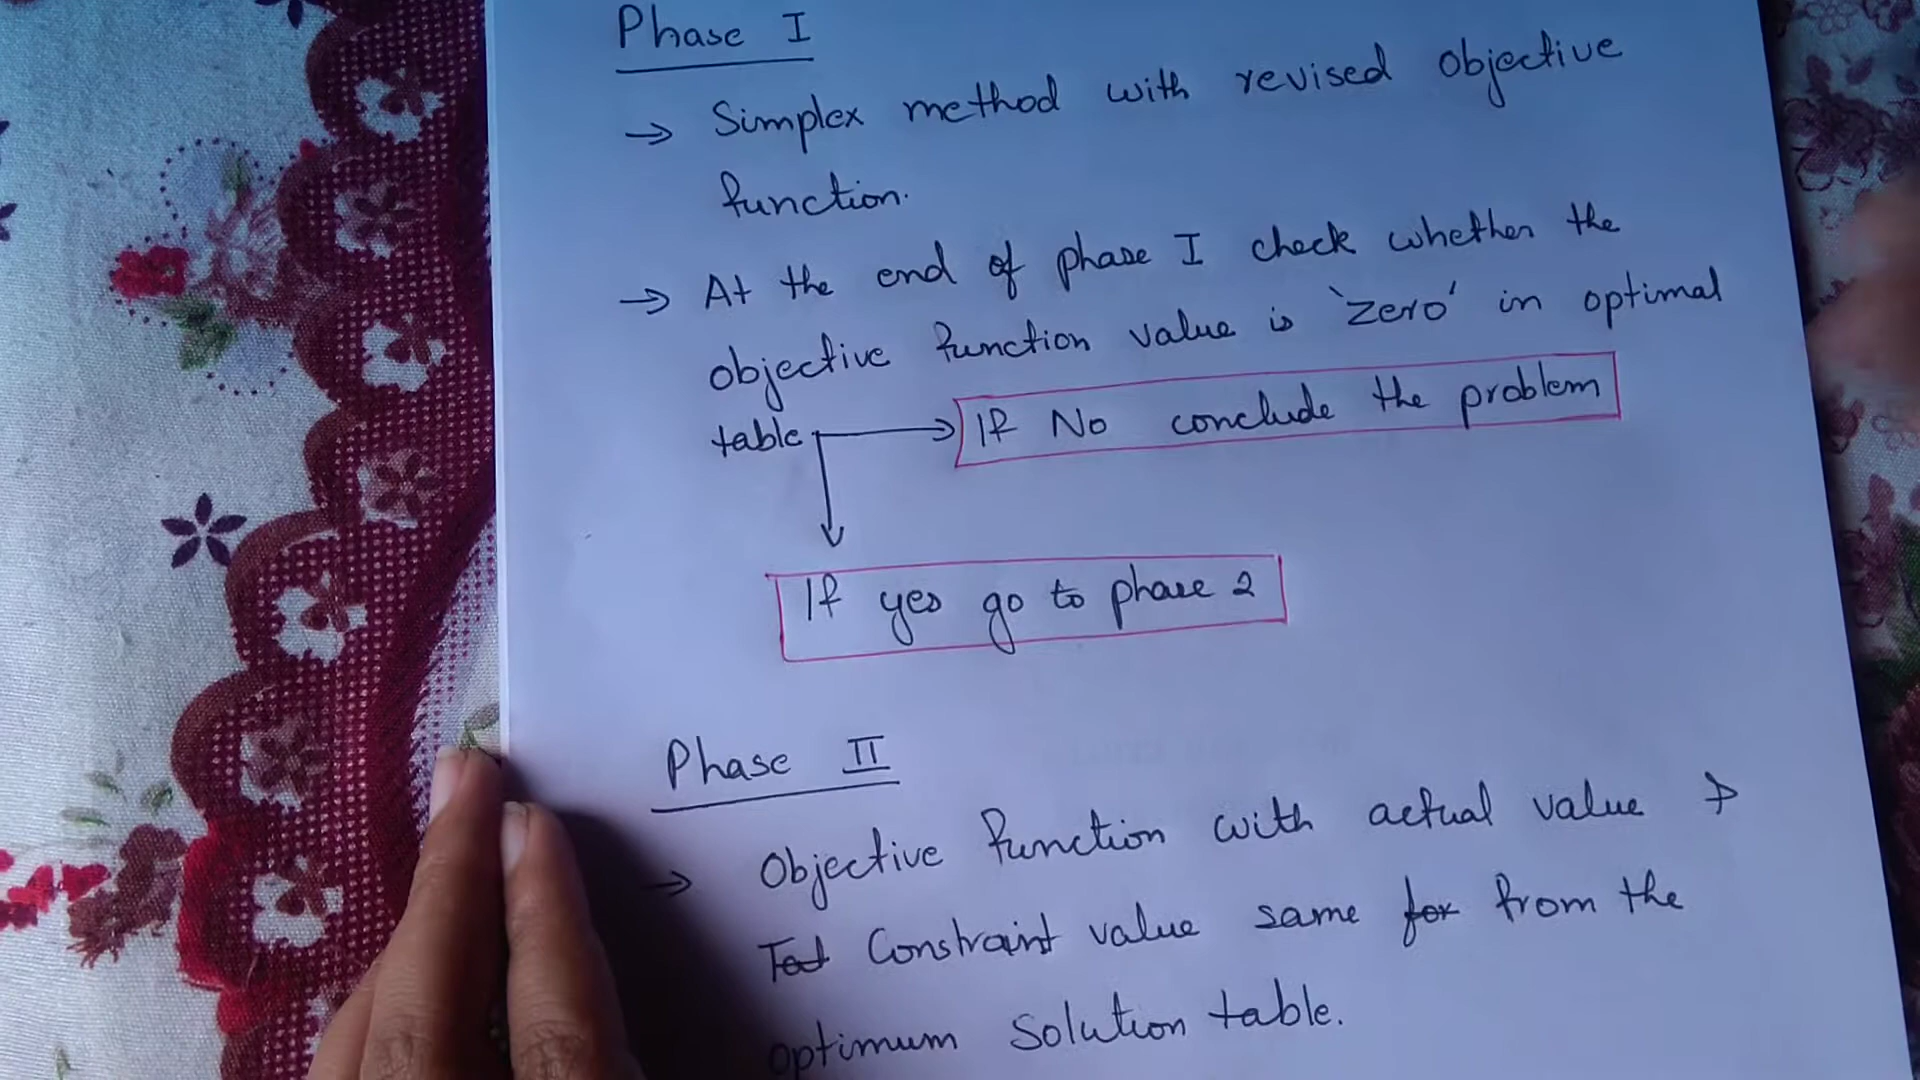 Phase I
→ Simplex method with revised objective
function.
→ At the end of phase I check whether the
objective function value is 'zero' in optimal
table → If No conclude the problem
If yes go to phase 2
Phase II
→ Objective function with actual value &
Constraint value same from the
optimum solution table.